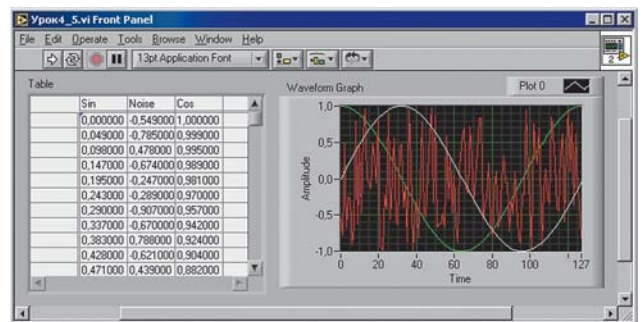 Урок4_5.vi Front Panel
File Edit Operate Tools Browse Window Help
13pt Application Font
2
Table
Sin Noise Cos
0,000000 -0,549000 1,000000
0,049000 -0,785000 0,999000
0,098000 0,478000 0,995000
0,147000 -0,674000 0,989000
0,195000 -0,247000 0,981000
0,243000 -0,289000 0,970000
0,290000 -0,907000 0,957000
0,337000 -0,670000 0,942000
0,383000 0,788000 0,924000
0,428000 -0,621000 0,904000
0,471000 0,439000 0,882000
Waveform Graph
Plot 0
Amplitude
1,0
0,5
0,0
-0,5
-1,0
0 20 40 60 80 100 127
Time